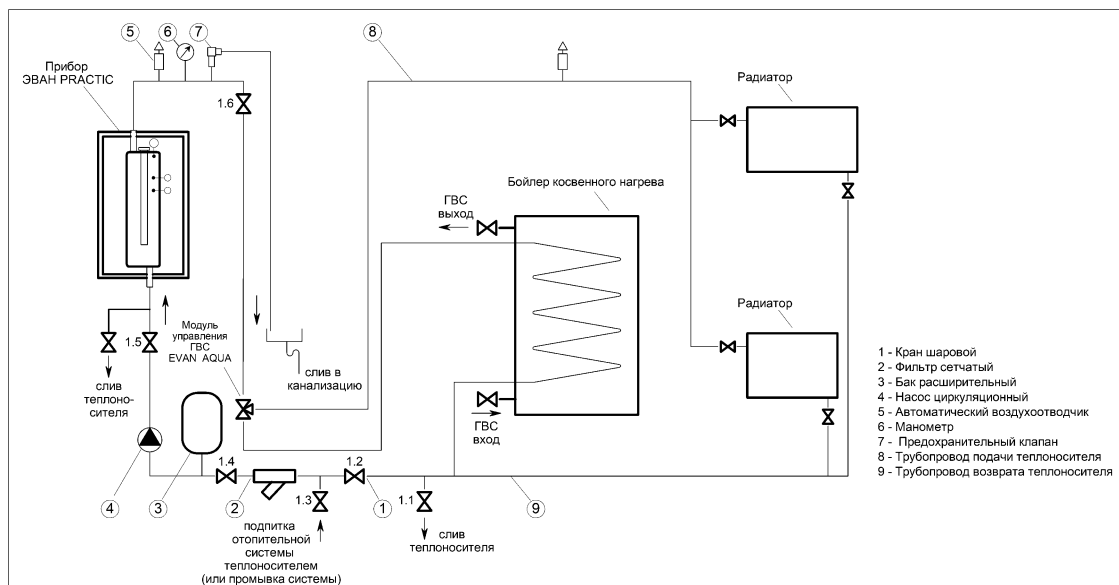 5
6
7
8
Прибор
ЭВАН PRACTIC
1.6
Радиатор
Бойлер косвенного нагрева
ГВС
выход
1.5
Модуль
управления
ГВС
EVAN AQUA
слив
теплоно-
сителя
слив в
канализацию
ГВС
вход
Радиатор
1 - Кран шаровой
2 - Фильтр сетчатый
3 - Бак расширительный
4 - Насос циркуляционный
5 - Автоматический воздухоотводчик
6 - Манометр
7 - Предохранительный клапан
8 - Трубопровод подачи теплоносителя
9 - Трубопровод возврата теплоносителя
1.4
1.2
1.3
1.1
4
3
2
1
9
подпитка
отопительной
системы
теплоносителем
(или промывка системы)
слив
теплоносителя